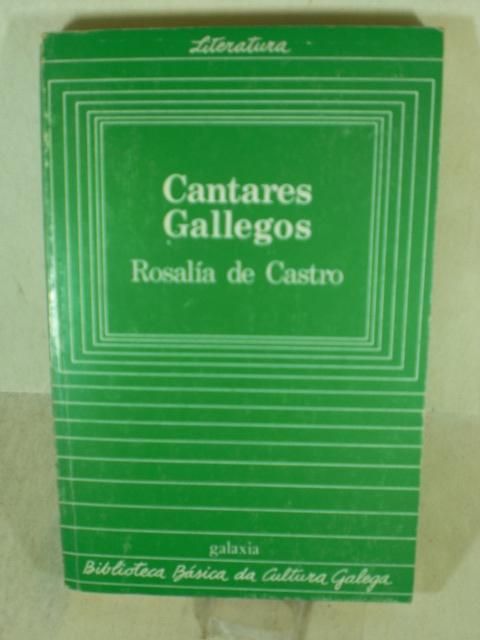 Literatura
Cantares
Gallegos
Rosalía de Castro
galaxia
Biblioteca Básica da Cultura Galega